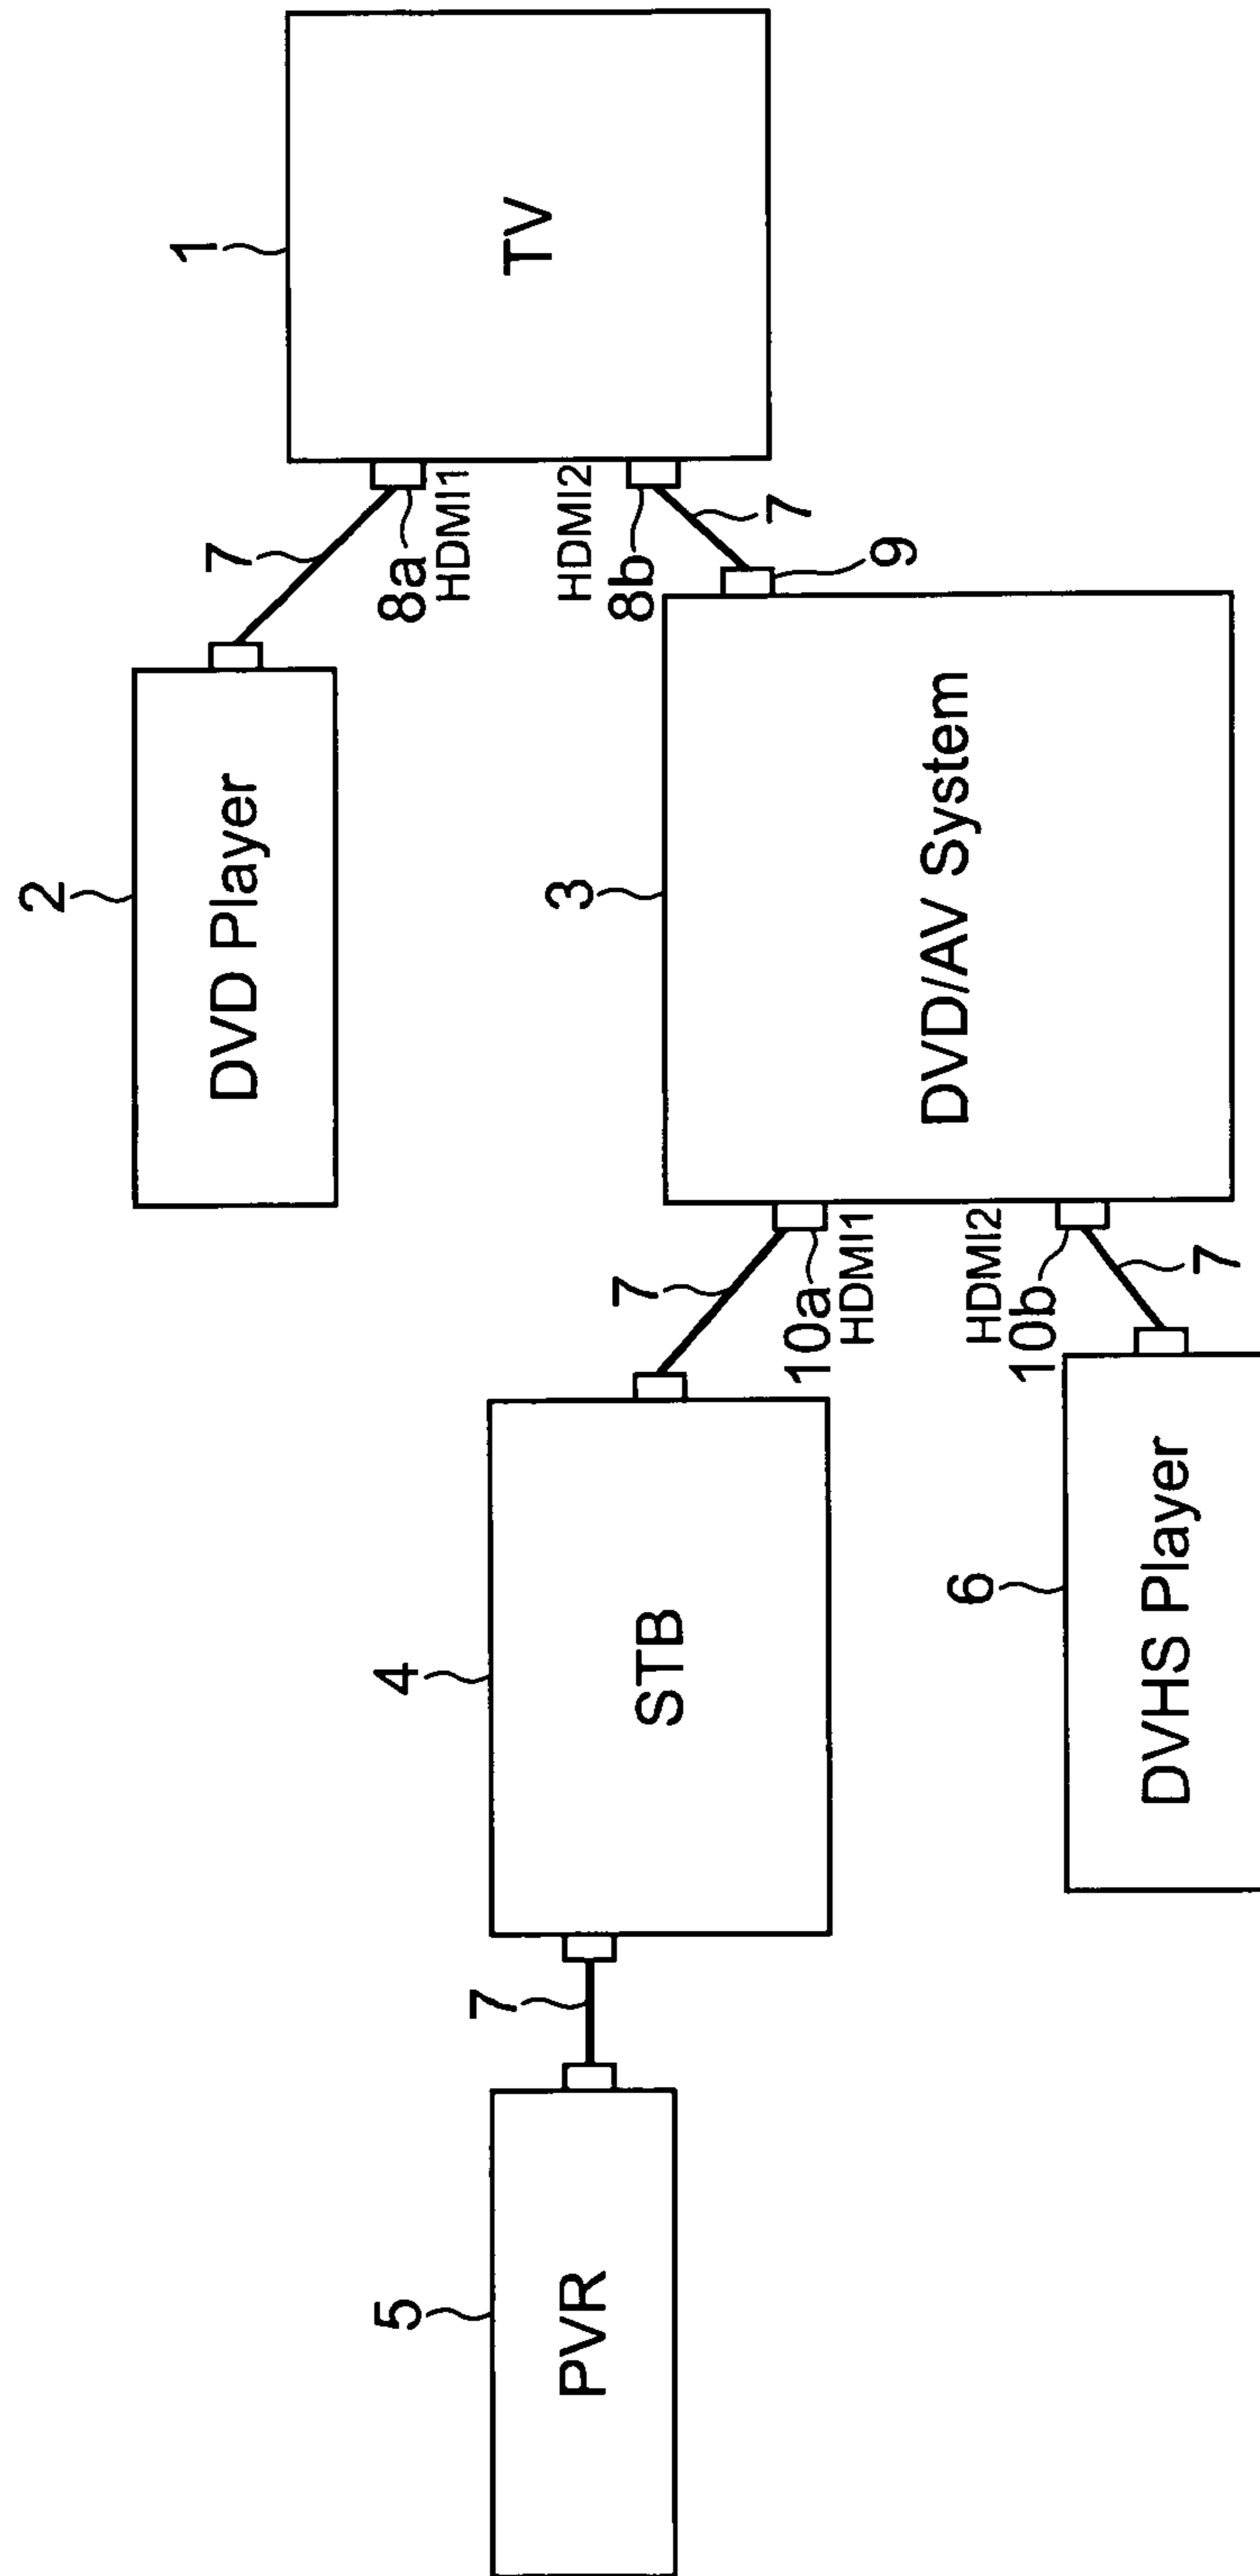 1
TV
2
DVD Player
7
8a
HDMI1
HDMI2
8b
7
9
3
DVD/AV System
7
10a
HDMI1
HDMI2
10b
7
4
STB
6
DVHS Player
7
5
PVR